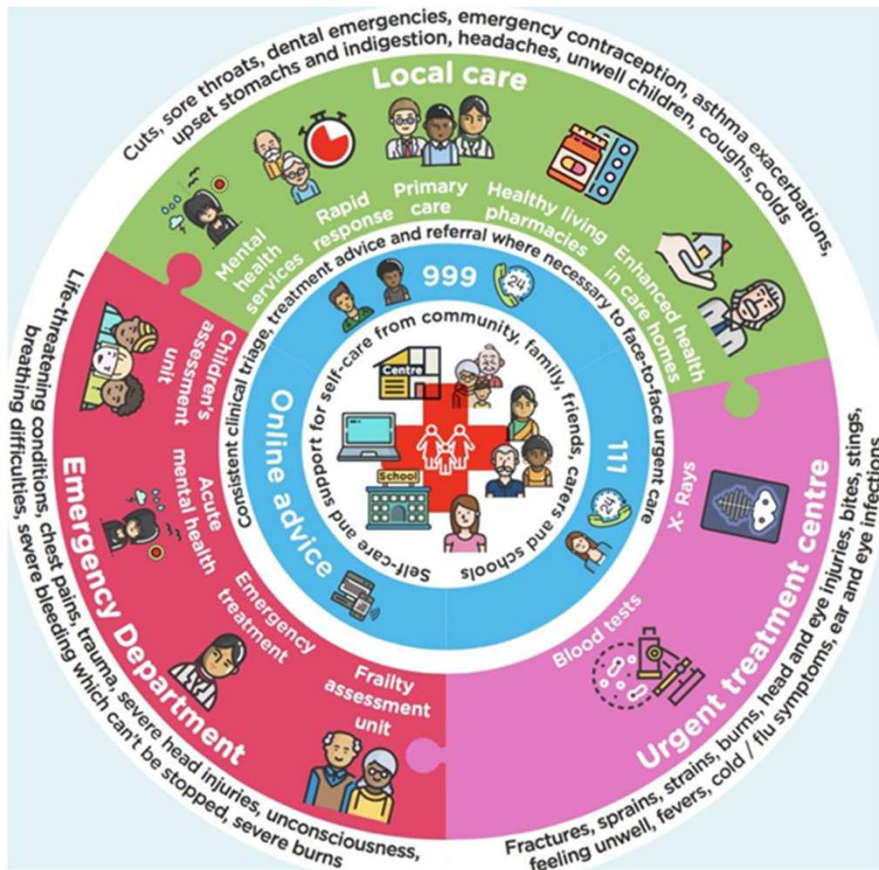 Cuts, sore throats, dental emergencies, emergency contraception, asthma exacerbations,
upset stomachs and indigestion, headaches, unwell children, coughs, colds
Local care
Mental
health
services
Rapid
response
Primary
care
Healthy living
pharmacies
Enhanced health
in care homes
Consistent clinical triage, treatment advice and referral where necessary to face-to-face urgent care
999
24
111
24
Online advice
Self-care and support for self-care from community, family, friends, carers and schools
Centre
School
Urgent treatment centre
X- Rays
Blood tests
Fractures, sprains, strains, burns, head and eye injuries, bites, stings,
feeling unwell, fevers, cold / flu symptoms, ear and eye infections
Emergency Department
Children's
assessment
unit
Acute
mental health
Emergency
treatment
Frailty
assessment
unit
Life-threatening conditions, chest pains, trauma, severe head injuries, unconsciousness,
breathing difficulties, severe bleeding which can't be stopped, severe burns